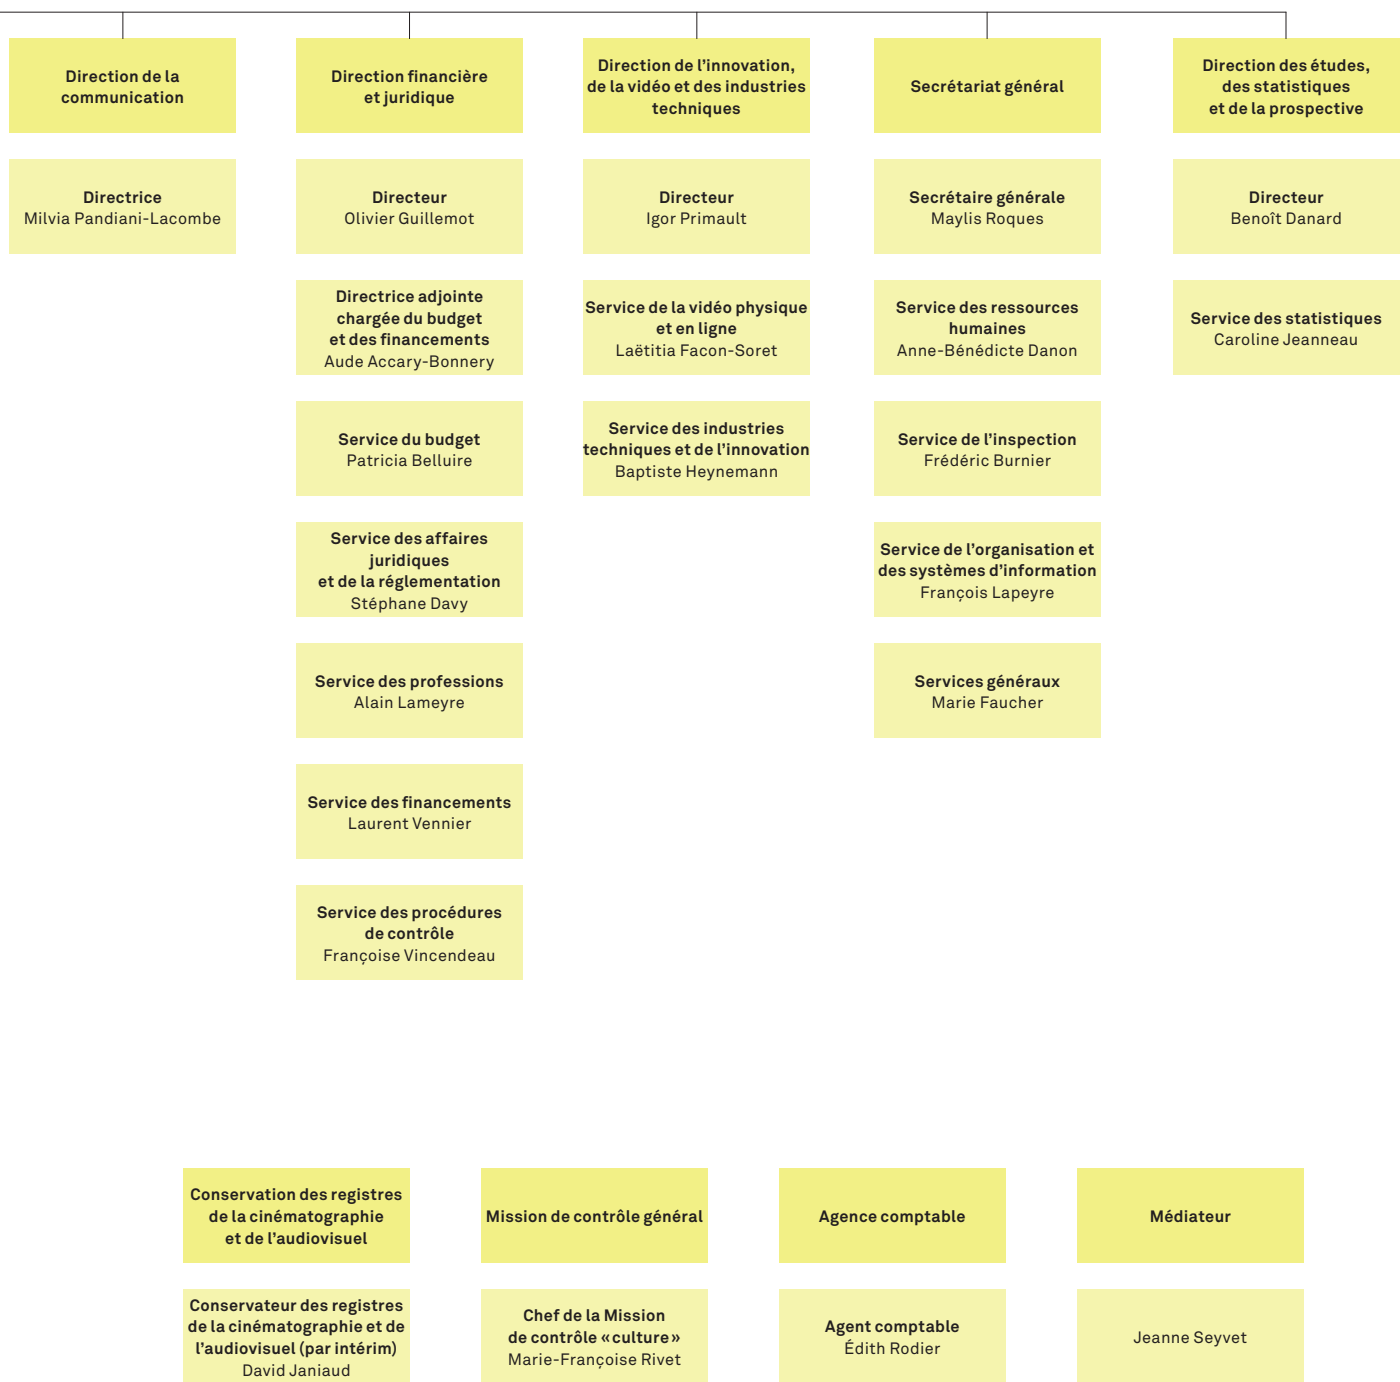 Direction de la
communication
Directrice
Milvia Pandiani-Lacombe
Direction financière
et juridique
Directeur
Olivier Guillemot
Directrice adjointe
chargée du budget
et des financements
Aude Accary-Bonnery
Service du budget
Patricia Belluire
Service des affaires
juridiques
et de la réglementation
Stéphane Davy
Service des professions
Alain Lameyre
Service des financements
Laurent Vennier
Service des procédures
de contrôle
Françoise Vincendeau
Direction de l’innovation,
de la vidéo et des industries
techniques
Directeur
Igor Primault
Service de la vidéo physique
et en ligne
Laëtitia Facon-Soret
Service des industries
techniques et de l’innovation
Baptiste Heynemann
Secrétariat général
Secrétaire générale
Maylis Roques
Service des ressources
humaines
Anne-Bénédicte Danon
Service de l’inspection
Frédéric Burnier
Service de l’organisation et
des systèmes d’information
François Lapeyre
Services généraux
Marie Faucher
Direction des études,
des statistiques
et de la prospective
Directeur
Benoît Danard
Service des statistiques
Caroline Jeanneau
Conservation des registres
de la cinématographie
et de l’audiovisuel
Conservateur des registres
de la cinématographie et de
l’audiovisuel (par intérim)
David Janiaud
Mission de contrôle général
Chef de la Mission
de contrôle «culture»
Marie-Françoise Rivet
Agence comptable
Agent comptable
Édith Rodier
Médiateur
Jeanne Seyvet